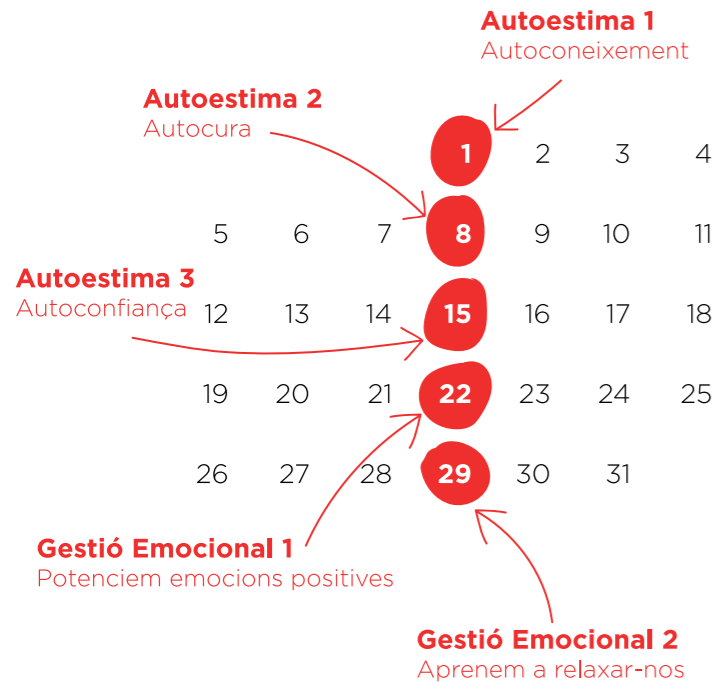 Autoestima 1
Autoconeixement
Autoestima 2
Autocura
1 2 3 4
5 6 7 8 9 10 11
Autoestima 3
Autoconfiança
12 13 14 15 16 17 18
19 20 21 22 23 24 25
26 27 28 29 30 31
Gestió Emocional 1
Potenciem emocions positives
Gestió Emocional 2
Aprenem a relaxar-nos